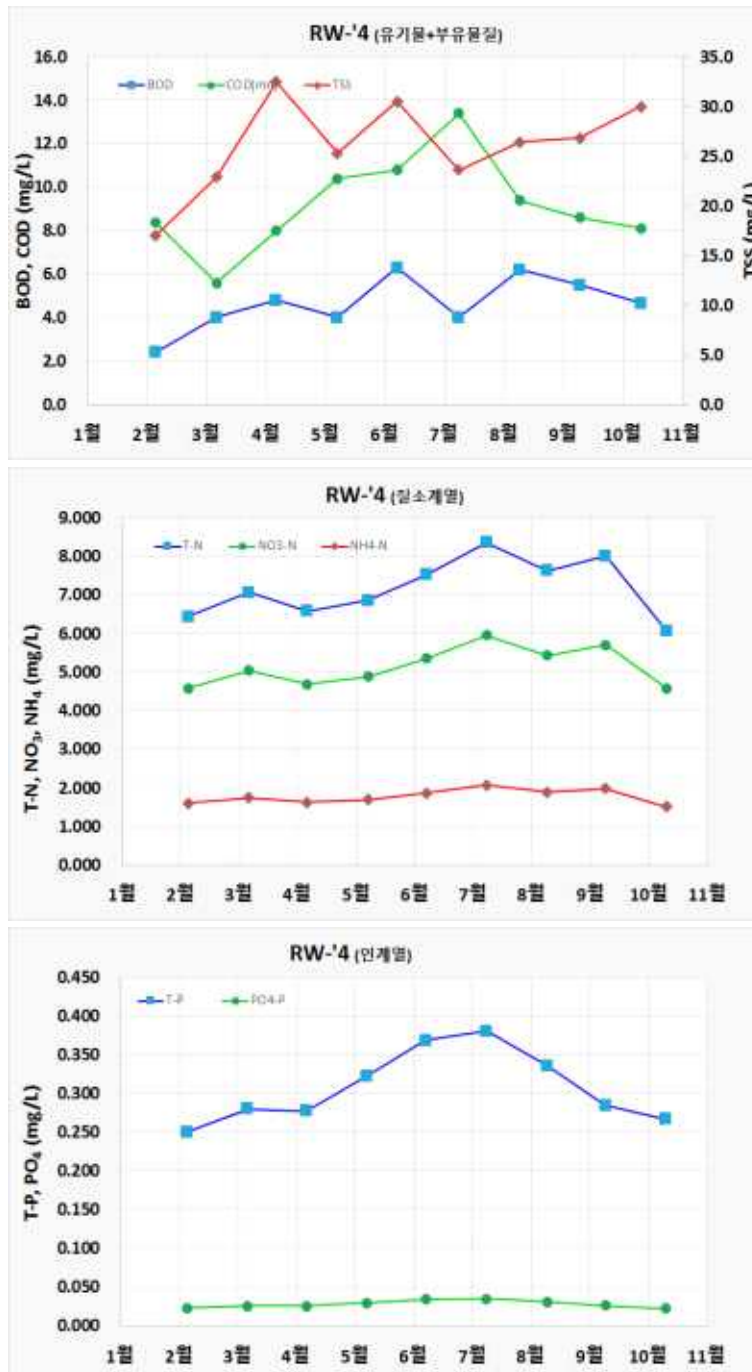 RW-'4 (유기물+부유물질)
16.0 35.0
BOD COD(mn) TSS
14.0 30.0
12.0 25.0
10.0 20.0
8.0 15.0
6.0 10.0
4.0 5.0
2.0 0.0
0.0
BOD, COD (mg/L)
TSS (mg/L)
1월 2월 3월 4월 5월 6월 7월 8월 9월 10월 11월
RW-'4 (질소계열)
9.000
T-N NO3-N NH4-N
8.000
7.000
6.000
5.000
4.000
3.000
2.000
1.000
0.000
T-N, NO₃, NH₄ (mg/L)
1월 2월 3월 4월 5월 6월 7월 8월 9월 10월 11월
RW-'4 (인계열)
0.450
T-P PO4-P
0.400
0.350
0.300
0.250
0.200
0.150
0.100
0.050
0.000
T-P, PO₄ (mg/L)
1월 2월 3월 4월 5월 6월 7월 8월 9월 10월 11월